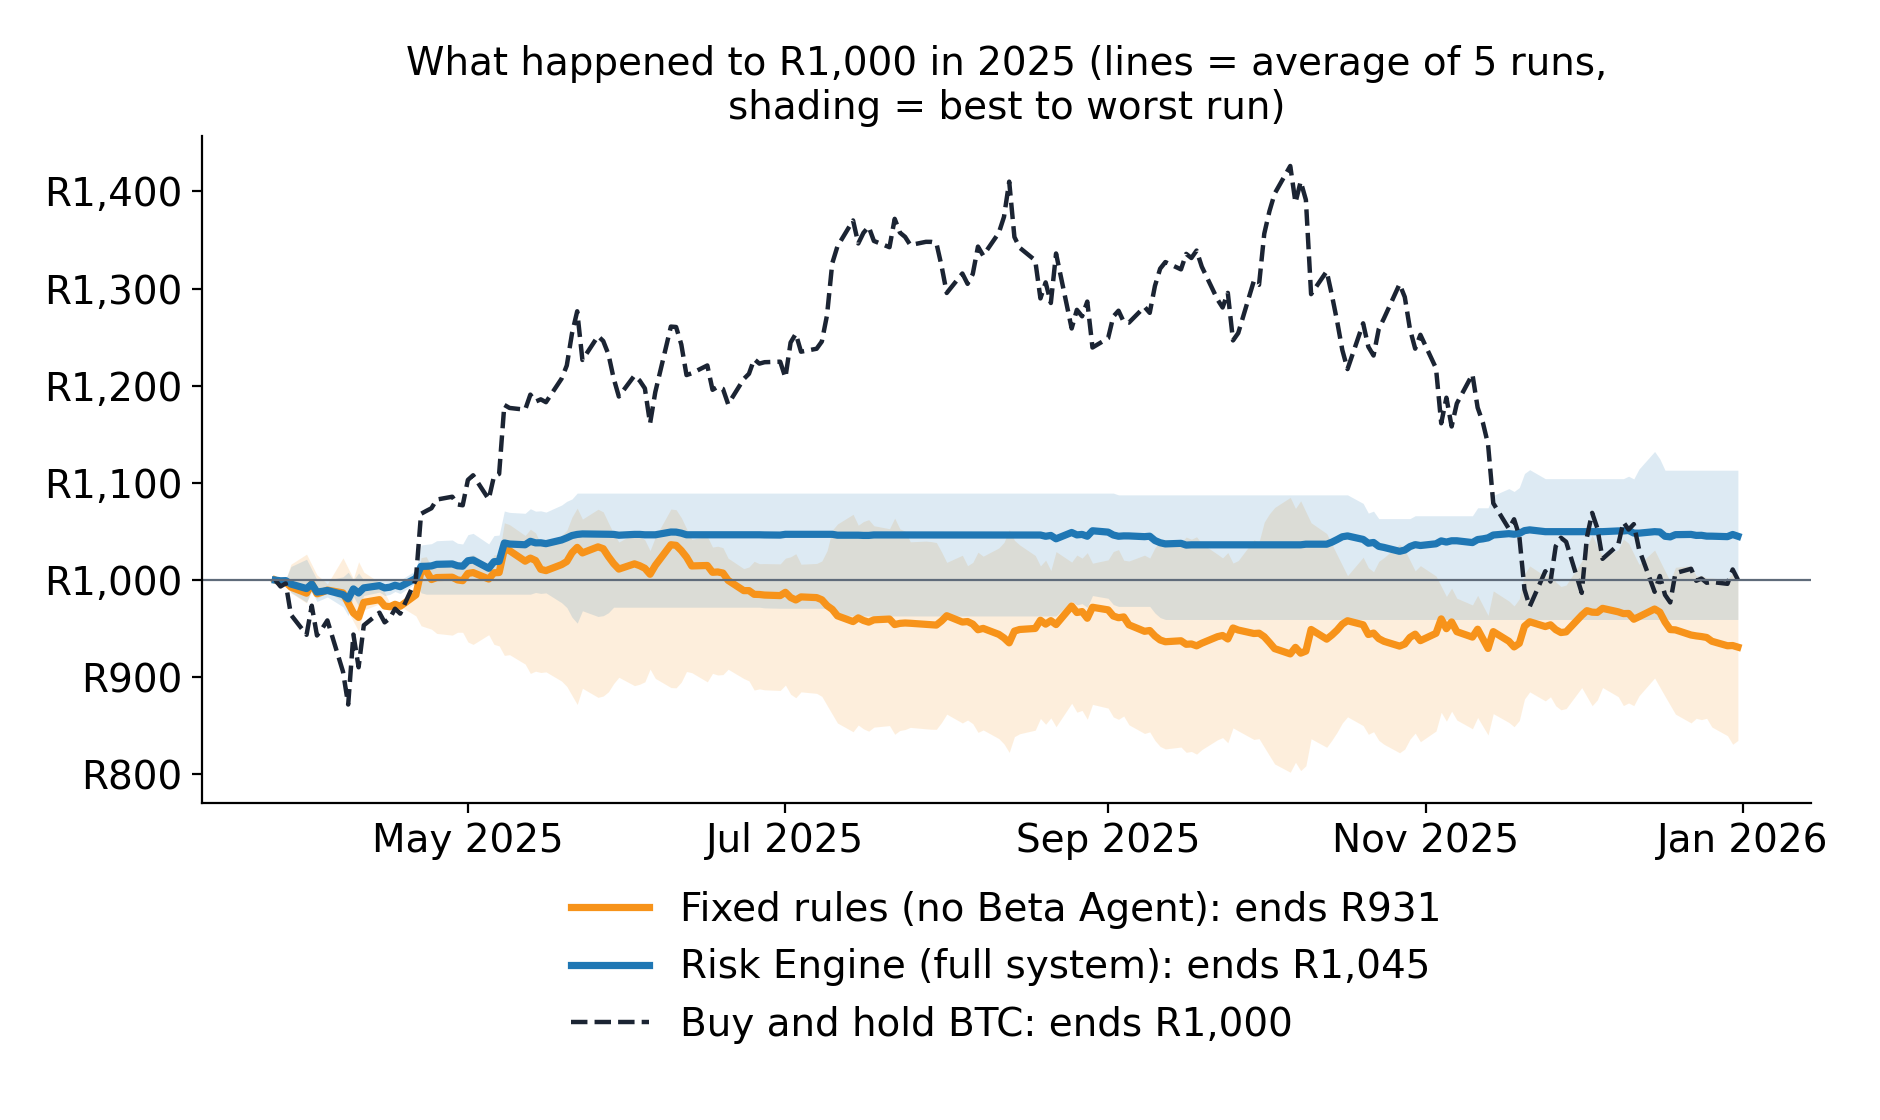 What happened to R1,000 in 2025 (lines = average of 5 runs,
shading = best to worst run)
R1,400
R1,300
R1,200
R1,100
R1,000
R900
R800
May 2025
Jul 2025
Sep 2025
Nov 2025
Jan 2026
Fixed rules (no Beta Agent): ends R931
Risk Engine (full system): ends R1,045
Buy and hold BTC: ends R1,000